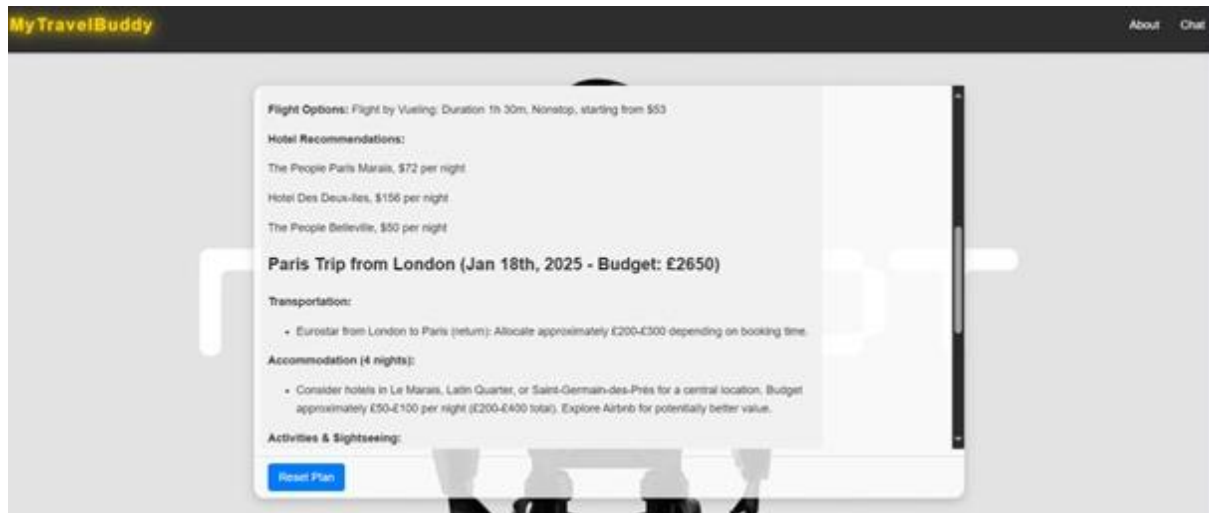 MyTravelBuddy
About Chat
Flight Options: Flight by Vueling: Duration 1h 30m, Nonstop, starting from $53
Hotel Recommendations:
The People Paris Marais, $72 per night
Hotel Des Deux-Iles, $156 per night
The People Belleville, $50 per night
Paris Trip from London (Jan 18th, 2025 - Budget: £2650)
Transportation:
• Eurostar from London to Paris (return): Allocate approximately £200-£300 depending on booking time.
Accommodation (4 nights):
• Consider hotels in Le Marais, Latin Quarter, or Saint-Germain-des-Prés for a central location. Budget
approximately £50-£100 per night (£200-£400 total). Explore Airbnb for potentially better value.
Activities & Sightseeing:
Reset Plan